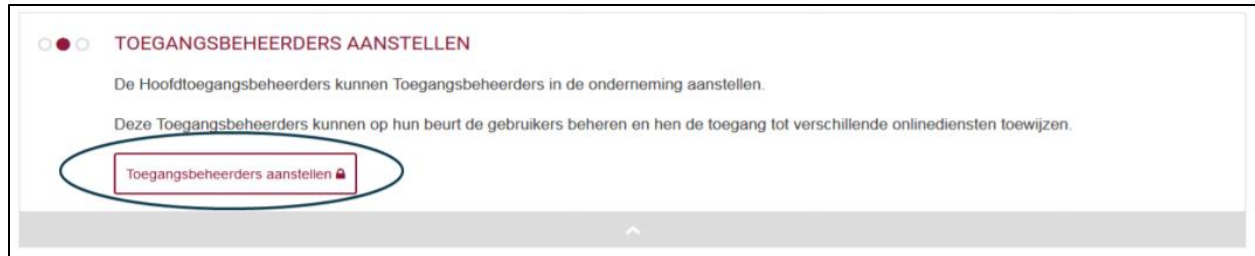 TOEGANGSBEHEERDERS AANSTELLEN
De Hoofdtoegangsbeheerders kunnen Toegangsbeheerders in de onderneming aanstellen.
Deze Toegangsbeheerders kunnen op hun beurt de gebruikers beheren en hen de toegang tot verschillende onlinediensten toewijzen.
Toegangsbeheerders aanstellen